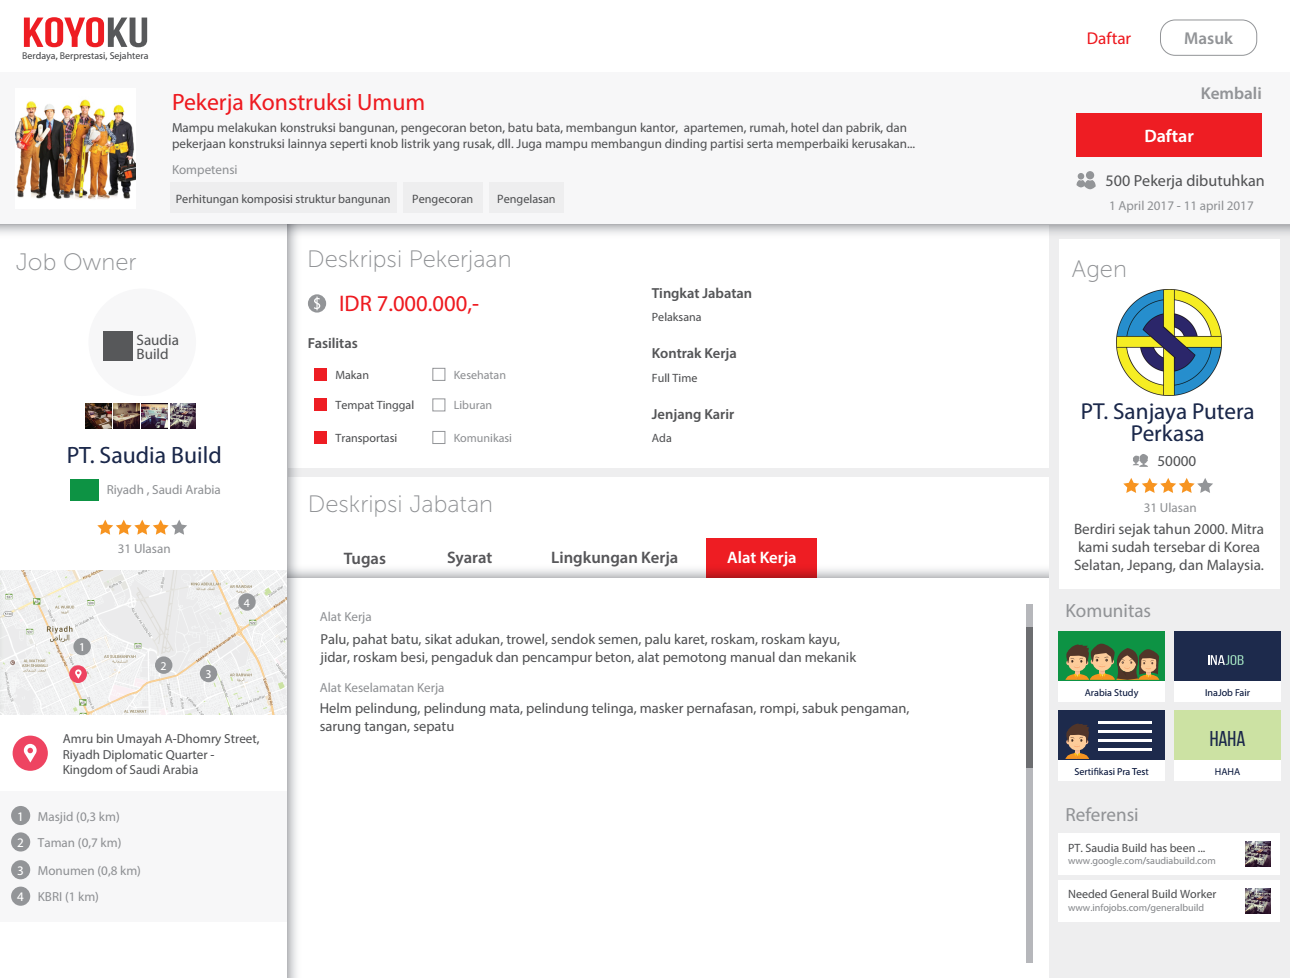 KOYOKU
Berdaya, Berprestasi, Sejahtera
Daftar
Masuk
Pekerja Konstruksi Umum
Mampu melakukan konstruksi bangunan, pengecoran beton, batu bata, membangun kantor, apartemen, rumah, hotel dan pabrik, dan
pekerjaan konstruksi lainnya seperti knob listrik yang rusak, dll. Juga mampu membangun dinding partisi serta memperbaiki kerusakan...
Kompetensi
Perhitungan komposisi struktur bangunan
Pengecoran
Pengelasan
Kembali
Daftar
500 Pekerja dibutuhkan
1 April 2017 - 11 april 2017
Job Owner
Saudia
Build
PT. Saudia Build
Riyadh , Saudi Arabia
31 Ulasan
Riyadh
الرياض
1
2
3
4
Amru bin Umayah A-Dhomry Street,
Riyadh Diplomatic Quarter -
Kingdom of Saudi Arabia
1 Masjid (0,3 km)
2 Taman (0,7 km)
3 Monumen (0,8 km)
4 KBRI (1 km)
Deskripsi Pekerjaan
$ IDR 7.000.000,-
Fasilitas
Makan
Kesehatan
Tempat Tinggal
Liburan
Transportasi
Komunikasi
Tingkat Jabatan
Pelaksana
Kontrak Kerja
Full Time
Jenjang Karir
Ada
Deskripsi Jabatan
Tugas
Syarat
Lingkungan Kerja
Alat Kerja
Alat Kerja
Palu, pahat batu, sikat adukan, trowel, sendok semen, palu karet, roskam, roskam kayu,
jidar, roskam besi, pengaduk dan pencampur beton, alat pemotong manual dan mekanik
Alat Keselamatan Kerja
Helm pelindung, pelindung mata, pelindung telinga, masker pernafasan, rompi, sabuk pengaman,
sarung tangan, sepatu
Agen
PT. Sanjaya Putera
Perkasa
50000
31 Ulasan
Berdiri sejak tahun 2000. Mitra
kami sudah tersebar di Korea
Selatan, Jepang, dan Malaysia.
Komunitas
Arabia Study
INAJOB
InaJob Fair
Sertifikasi Pra Test
HAHA
HAHA
Referensi
PT. Saudia Build has been ...
www.google.com/saudiabuild.com
Needed General Build Worker
www.infojobs.com/generalbuild